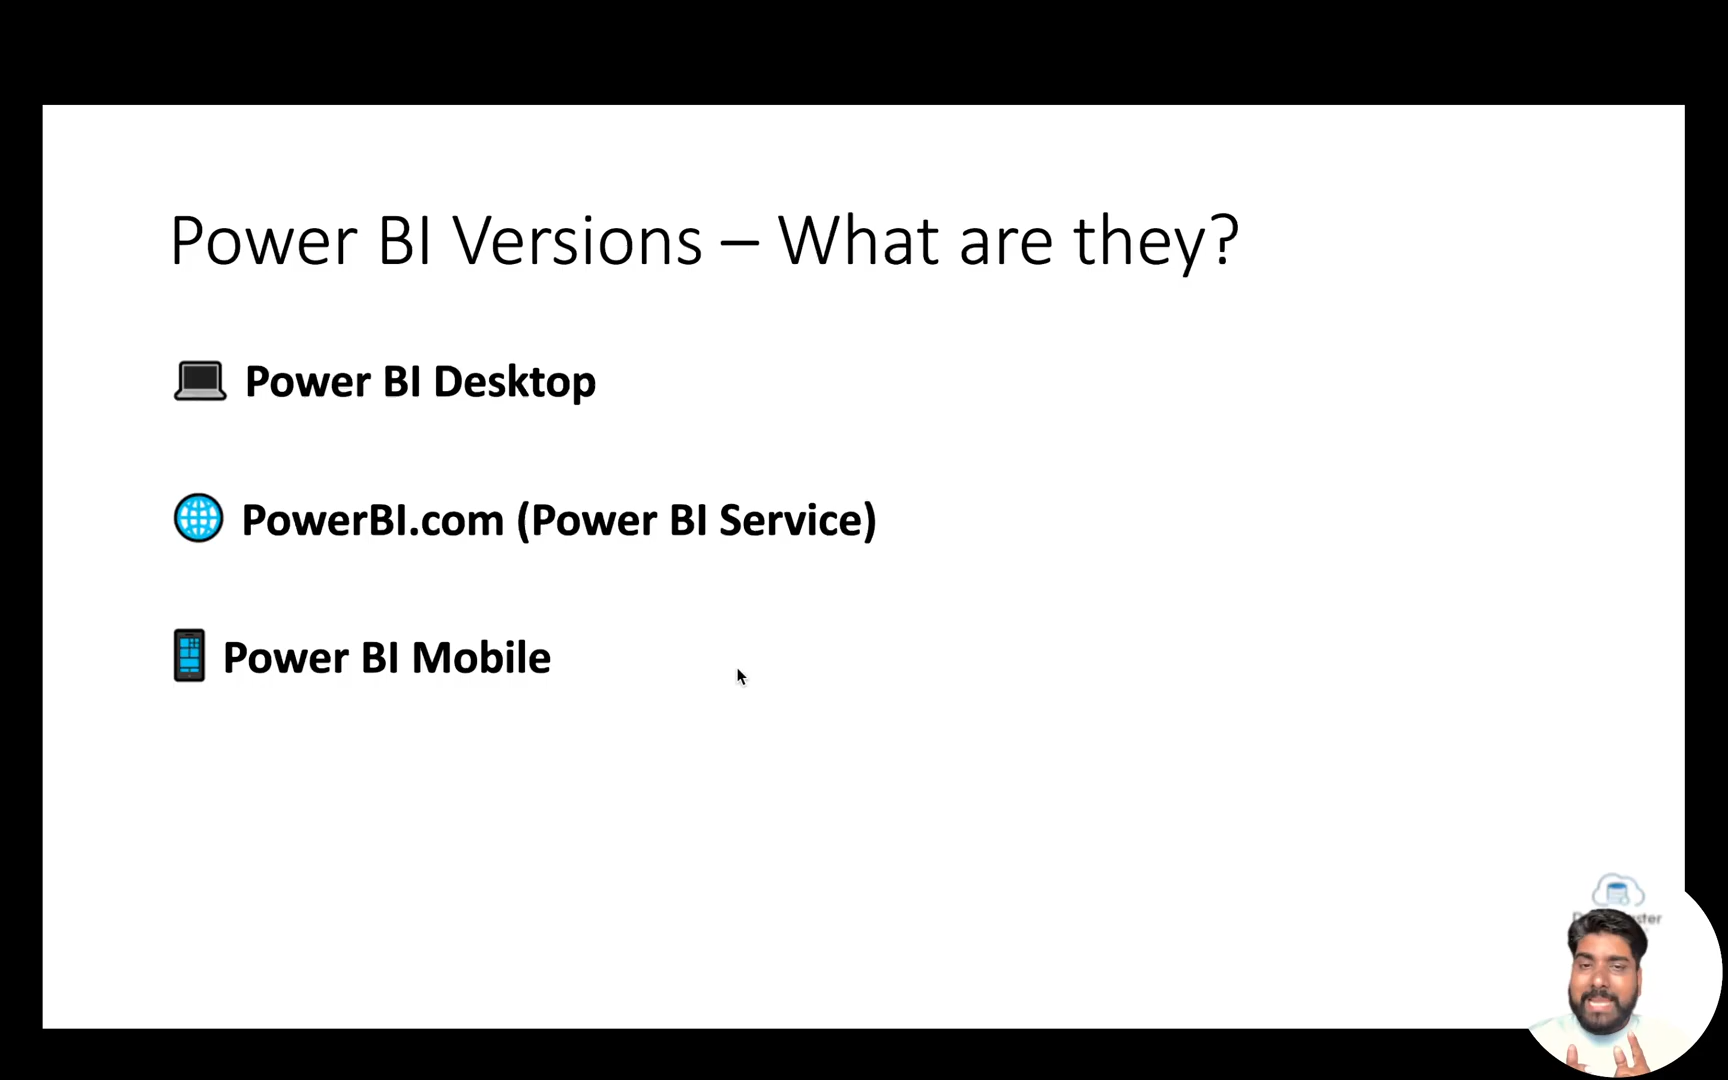 Power BI Versions – What are they?
Power BI Desktop
PowerBI.com (Power BI Service)
Power BI Mobile